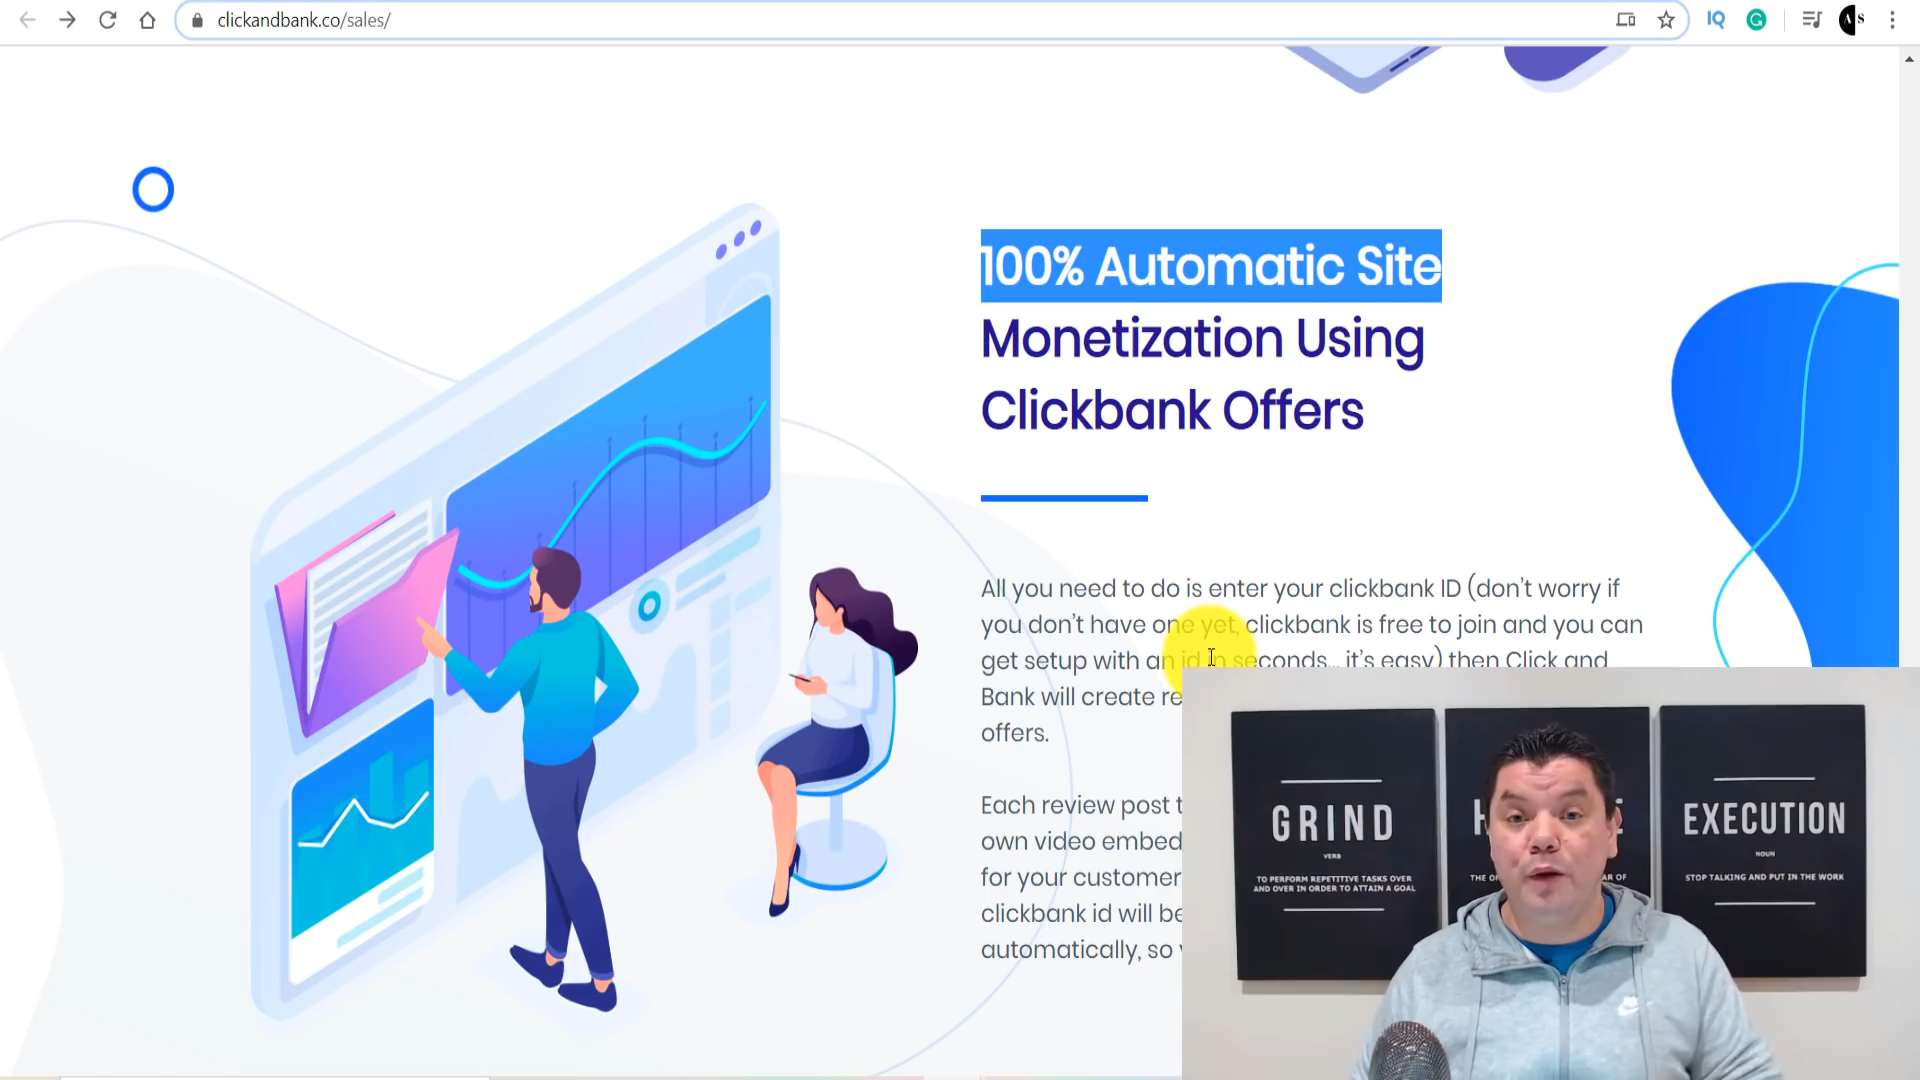 clickandbank.co/sales/
IQ
G
A S
100% Automatic Site
Monetization Using
Clickbank Offers
All you need to do is enter your clickbank ID (don't worry if
you don't have one yet, clickbank is free to join and you can
get setup with an id in seconds... it's easy) then Click and
Bank will create re
offers.
Each review post t
own video embed
for your customer
clickbank id will be
automatically, so
GRIND
VERB
TO PERFORM REPETITIVE TASKS OVER
AND OVER IN ORDER TO ATTAIN A GOAL
H E
THE O AR OF
EXECUTION
NOUN
STOP TALKING AND PUT IN THE WORK